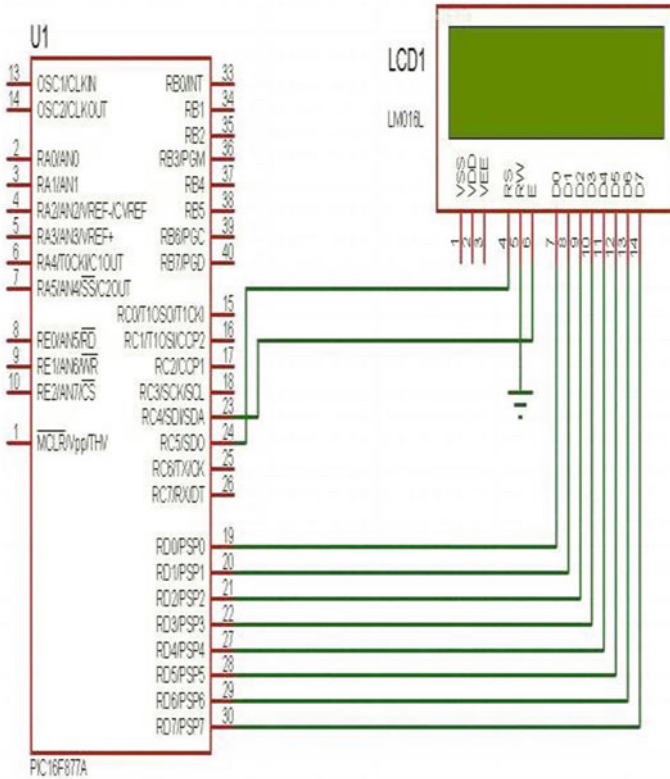 U1
13 OSC1/CLKIN RB0/INT 33
14 OSC2/CLKOUT RB1 34
RB2 35
2 RA0/AN0 RB3/PGM 36
3 RA1/AN1 RB4 37
4 RA2/AN2/VREF-/CVREF RB5 38
5 RA3/AN3/VREF+ RB6/PGC 39
6 RA4/T0CKI/C1OUT RB7/PGD 40
7 RA5/AN4/SS/C2OUT
RC0/T1OSO/T1CKI 15
8 RE0/AN5/RD RC1/T1OSI/CCP2 16
9 RE1/AN6/WR RC2/CCP1 17
10 RE2/AN7/CS RC3/SCK/SCL 18
RC4/SDI/SDA 23
1 MCLR/Vpp/THV RC5/SDO 24
RC6/TX/CK 25
RC7/RX/DT 26
RD0/PSP0 19
RD1/PSP1 20
RD2/PSP2 21
RD3/PSP3 22
RD4/PSP4 27
RD5/PSP5 28
RD6/PSP6 29
RD7/PSP7 30
PIC16F877A
LCD1
LM016L
VSS VDD VEE RS RW E D0 D1 D2 D3 D4 D5 D6 D7
1 2 3 4 5 6 7 8 9 10 11 12 13 14